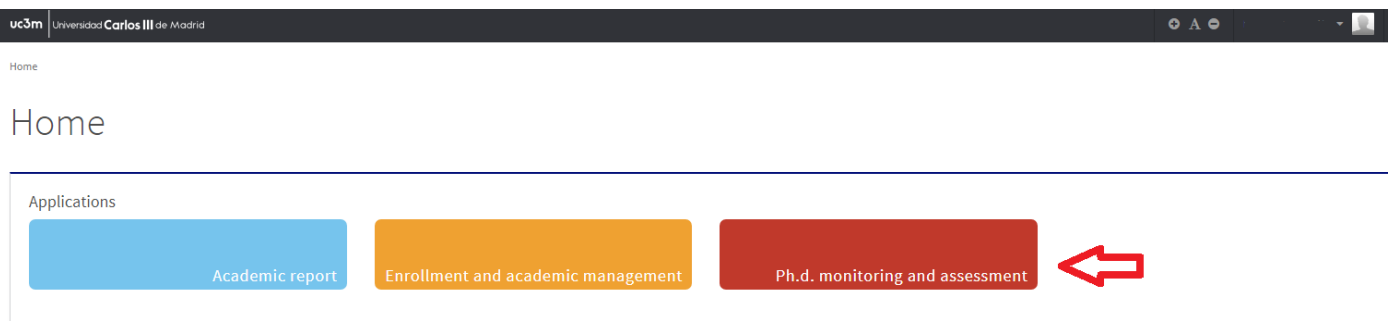 uc3m Universidad Carlos III de Madrid A
Home
Home
Applications
Academic report Enrollment and academic management Ph.d. monitoring and assessment